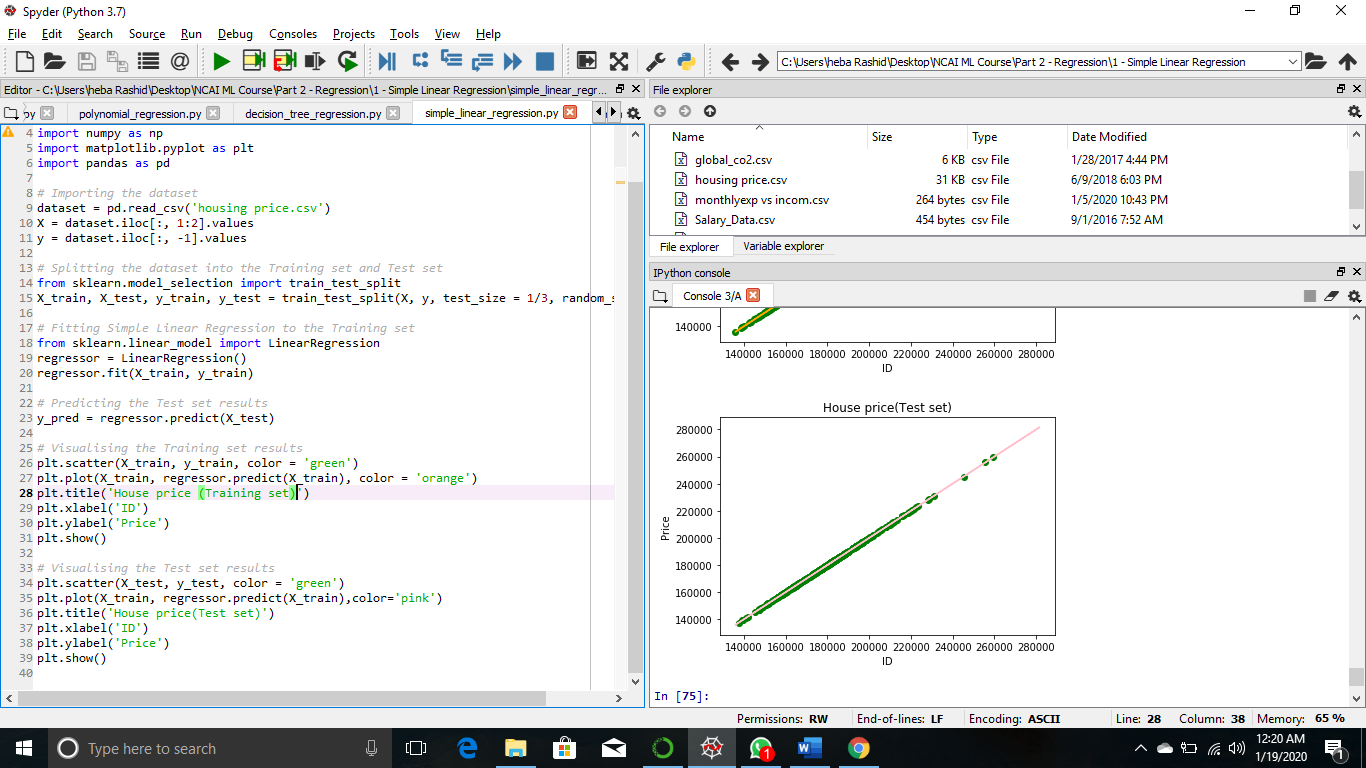 Spyder (Python 3.7)
File Edit Search Source Run Debug Consoles Projects Tools View Help
C:\Users\heba Rashid\Desktop\NCAI ML Course\Part 2 - Regression\1 - Simple Linear Regression
Editor - C:\Users\heba Rashid\Desktop\NCAI ML Course\Part 2 - Regression\1 - Simple Linear Regression\simple_linear_regr...
py polynomial_regression.py decision_tree_regression.py simple_linear_regression.py
4 import numpy as np
5 import matplotlib.pyplot as plt
6 import pandas as pd
7
8 # Importing the dataset
9 dataset = pd.read_csv('housing price.csv')
10 X = dataset.iloc[:, 1:2].values
11 y = dataset.iloc[:, -1].values
12
13 # Splitting the dataset into the Training set and Test set
14 from sklearn.model_selection import train_test_split
15 X_train, X_test, y_train, y_test = train_test_split(X, y, test_size = 1/3, random_s
16
17 # Fitting Simple Linear Regression to the Training set
18 from sklearn.linear_model import LinearRegression
19 regressor = LinearRegression()
20 regressor.fit(X_train, y_train)
21
22 # Predicting the Test set results
23 y_pred = regressor.predict(X_test)
24
25 # Visualising the Training set results
26 plt.scatter(X_train, y_train, color = 'green')
27 plt.plot(X_train, regressor.predict(X_train), color = 'orange')
28 plt.title('House price (Training set)')
29 plt.xlabel('ID')
30 plt.ylabel('Price')
31 plt.show()
32
33 # Visualising the Test set results
34 plt.scatter(X_test, y_test, color = 'green')
35 plt.plot(X_train, regressor.predict(X_train),color='pink')
36 plt.title('House price(Test set)')
37 plt.xlabel('ID')
38 plt.ylabel('Price')
39 plt.show()
40
File explorer
Name Size Type Date Modified
global_co2.csv 6 KB csv File 1/28/2017 4:44 PM
housing price.csv 31 KB csv File 6/9/2018 6:03 PM
monthlyexp vs incom.csv 264 bytes csv File 1/5/2020 10:43 PM
Salary_Data.csv 454 bytes csv File 9/1/2016 7:52 AM
File explorer Variable explorer
IPython console
Console 3/A
140000
140000 160000 180000 200000 220000 240000 260000 280000
ID
House price(Test set)
280000
260000
240000
220000
200000
180000
160000
140000
Price
140000 160000 180000 200000 220000 240000 260000 280000
ID
In [75]:
Permissions: RW End-of-lines: LF Encoding: ASCII Line: 28 Column: 38 Memory: 65 %
Type here to search
1
12:20 AM
1/19/2020
1